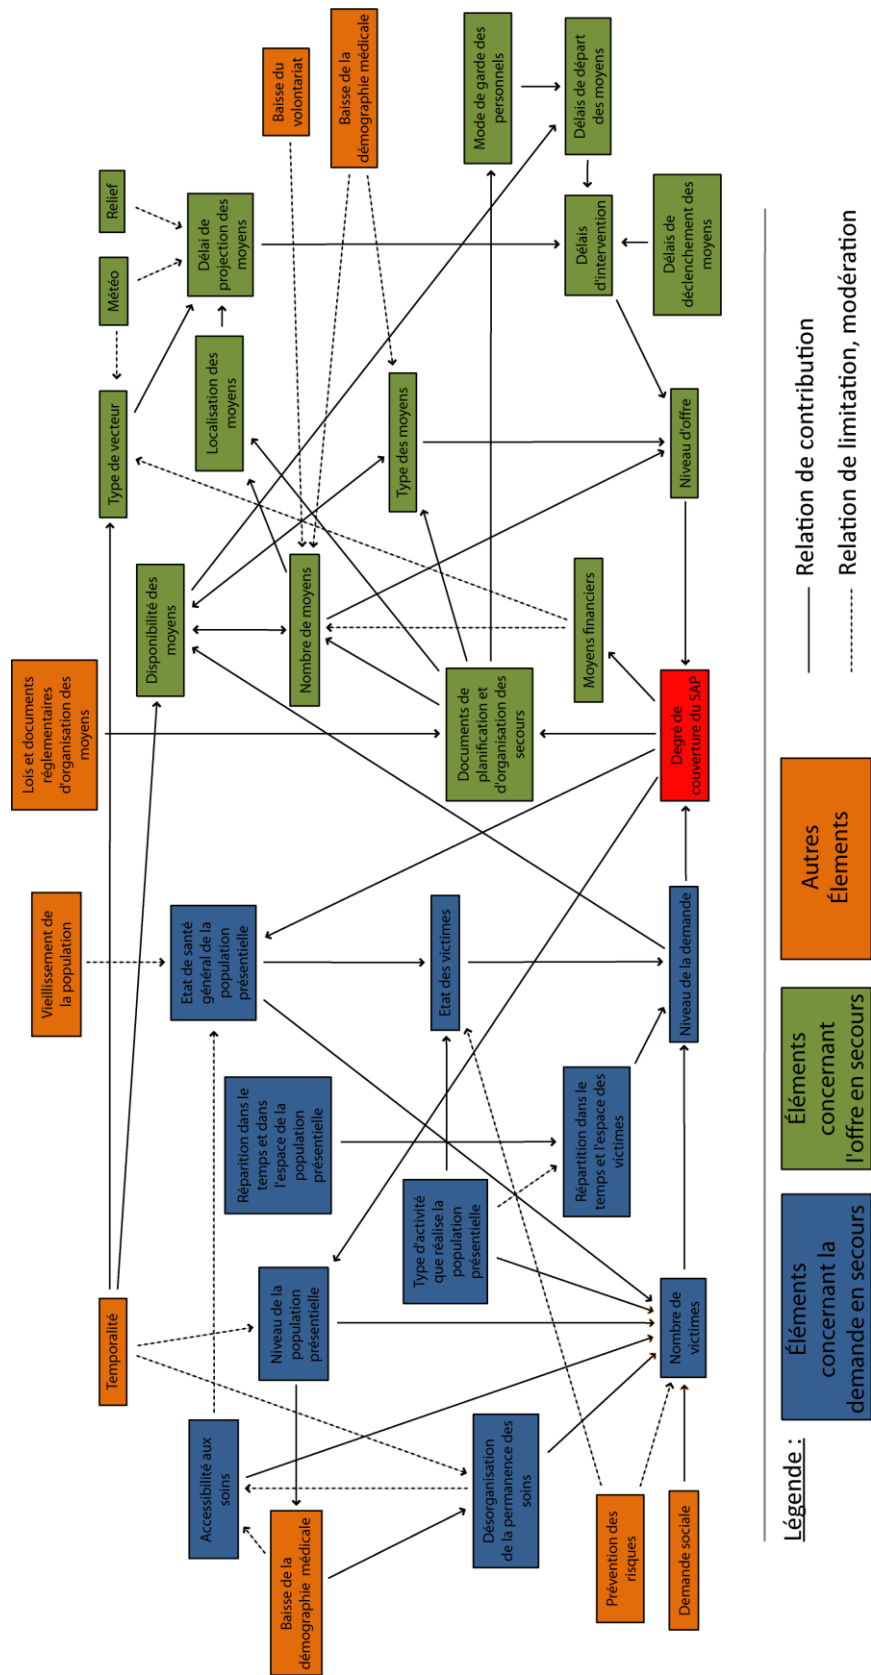 Temporalité
Vieillissement de
la population
Lois et documents
réglementaires
d'organisation des
moyens
Type de vecteur
Météo
Relief
Accessibilité aux
soins
Niveau de la
population
présentielle
Répartition dans le
temps et dans
l'espace de la
population
présentielle
Etat de santé
général de la
population
présentielle
Disponibilité des
moyens
Localisation des
moyens
Délai de
projection des
moyens
Baisse du
volontariat
Baisse de la
démographie médicale
Baisse de la
démographie médicale
Désorganisation
de la permanence des
soins
Type d'activité
que réalise la
population
présentielle
Etat des victimes
Nombre de moyens
Type des moyens
Documents de
planification et
d'organisation des
secours
Mode de garde des
personnels
Prévention des
risques
Répartition dans le
temps et l'espace des
victimes
Moyens financiers
Délais
d'intervention
Délais de départ
des moyens
Demande sociale
Nombre de
victimes
Niveau de la demande
Degré de
couverture du SAP
Niveau d'offre
Délais de
déclenchement des
moyens
Légende :
Éléments
concernant la
demande en secours
Éléments
concernant
l'offre en secours
Autres
Élements
Relation de contribution
Relation de limitation, modération